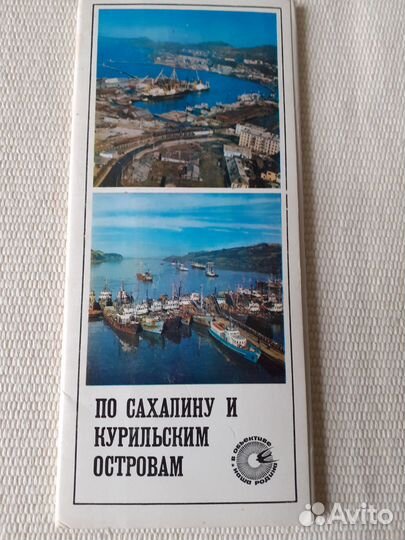 ПО САХАЛИНУ И
КУРИЛЬСКИМ
ОСТРОВАМ
В ОБЪЕКТИВЕ
НАША РОДИНА
Avito